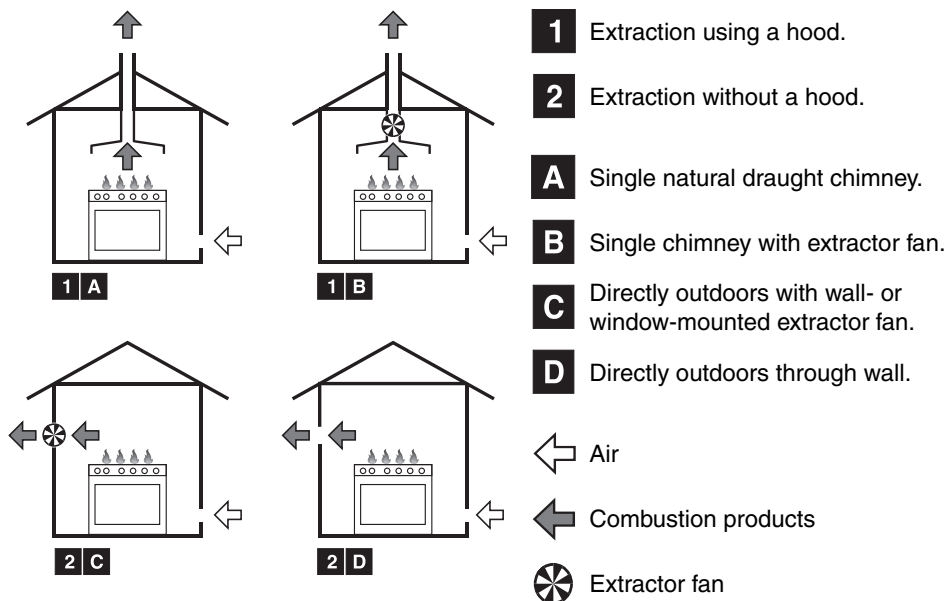 1 A
1 B
2 C
2 D
1 Extraction using a hood.
2 Extraction without a hood.
A Single natural draught chimney.
B Single chimney with extractor fan.
C Directly outdoors with wall- or
window-mounted extractor fan.
D Directly outdoors through wall.
Air
Combustion products
Extractor fan